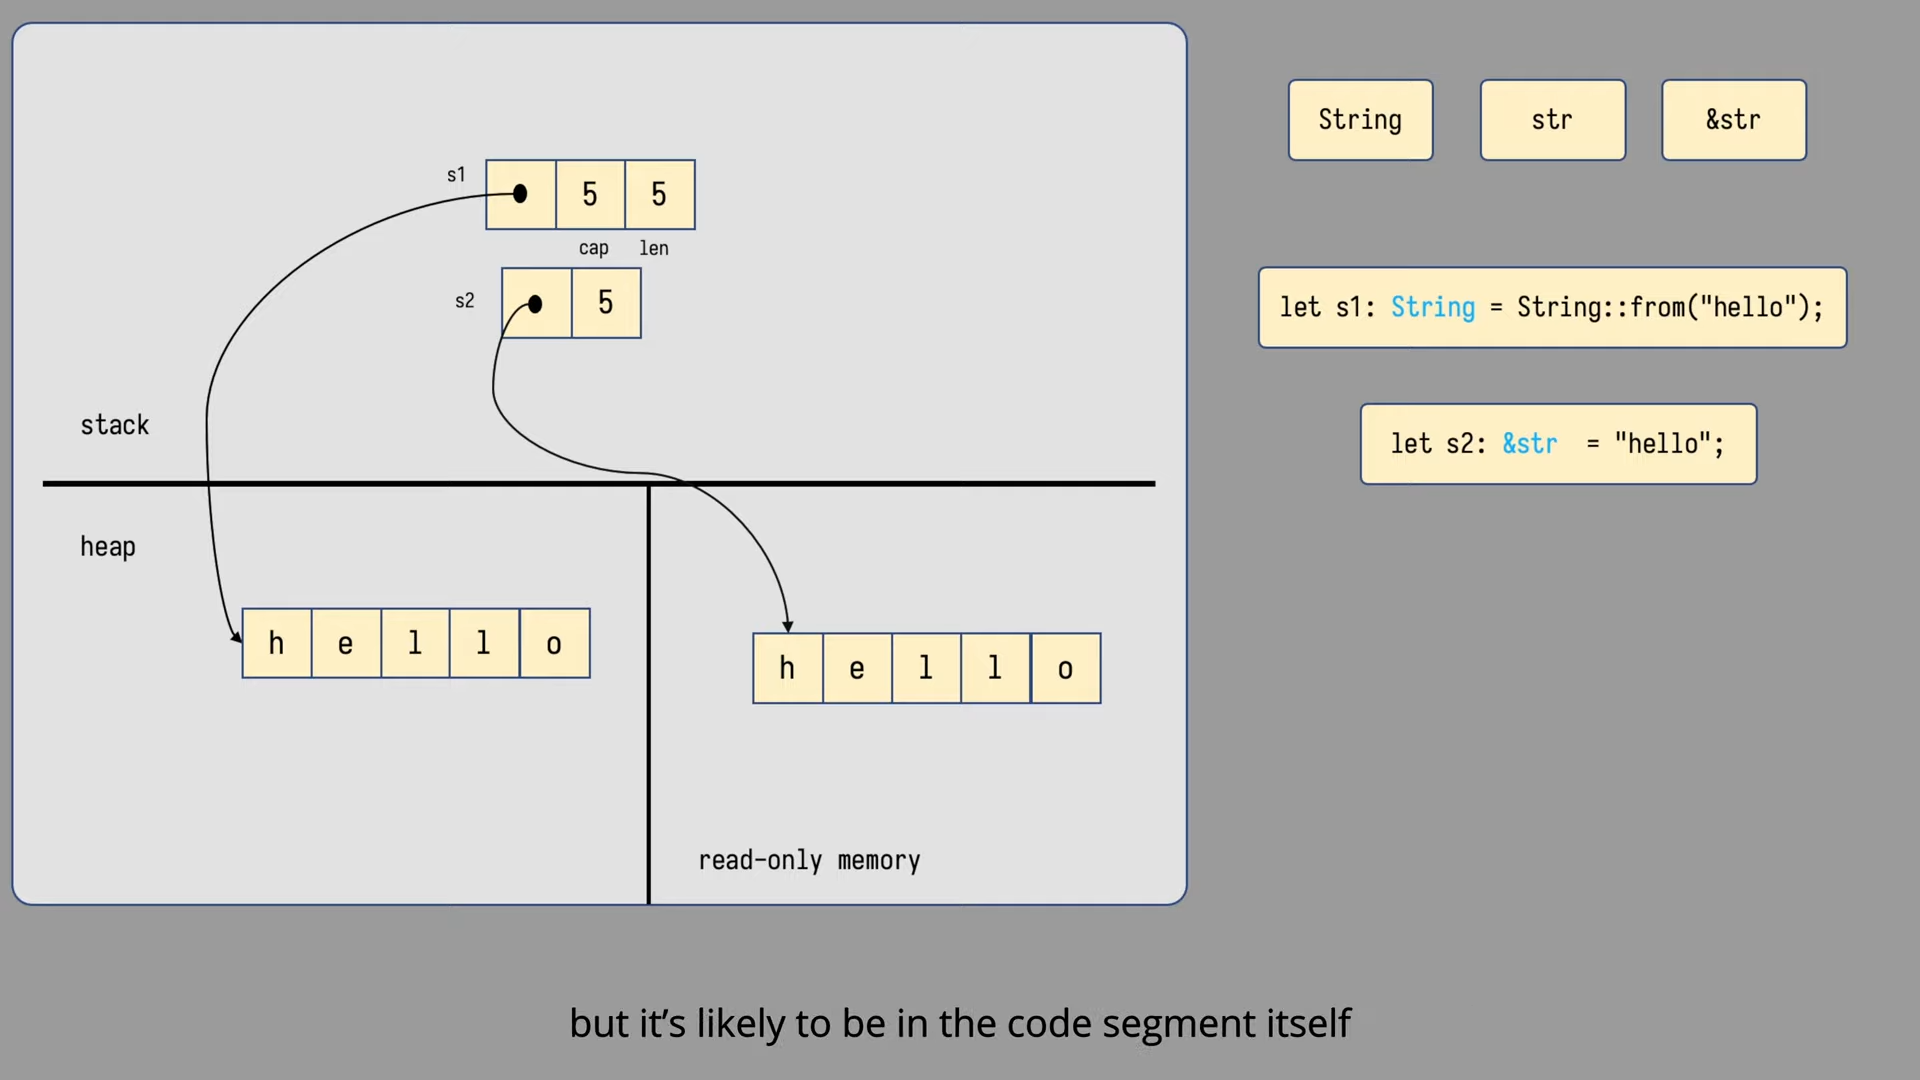 s1
5 5
cap len
s2
5
stack
heap
h e l l o
h e l l o
read-only memory
String
str
&str
let s1: String = String::from("hello");
let s2: &str = "hello";
but it’s likely to be in the code segment itself